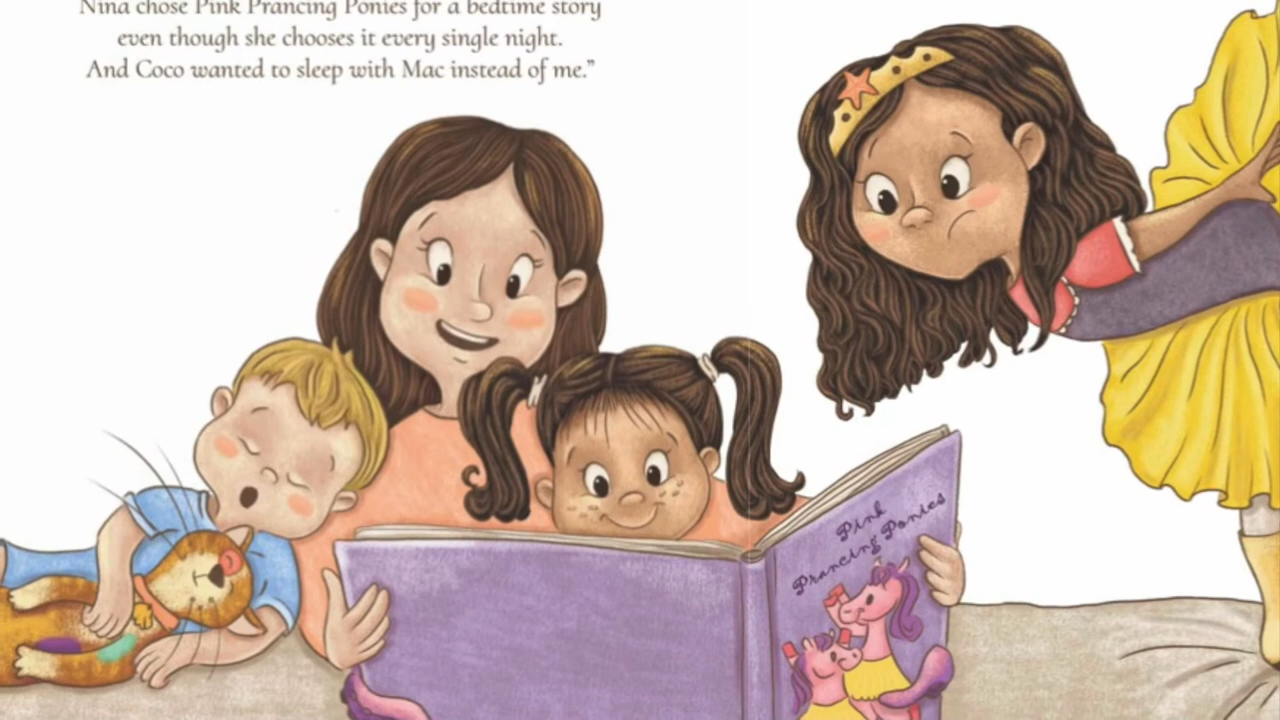 Nina chose Pink Prancing Ponies for a bedtime story
even though she chooses it every single night.
And Coco wanted to sleep with Mac instead of me.”
Pink
Prancing Ponies